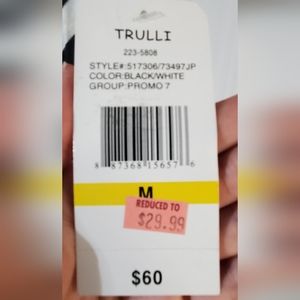 TRULLI
223-5808
STYLE#:517306/73497JP
COLOR:BLACK/WHITE
GROUP:PROMO 7
8 87368 15657 6
M
REDUCED TO
$29.99
$60